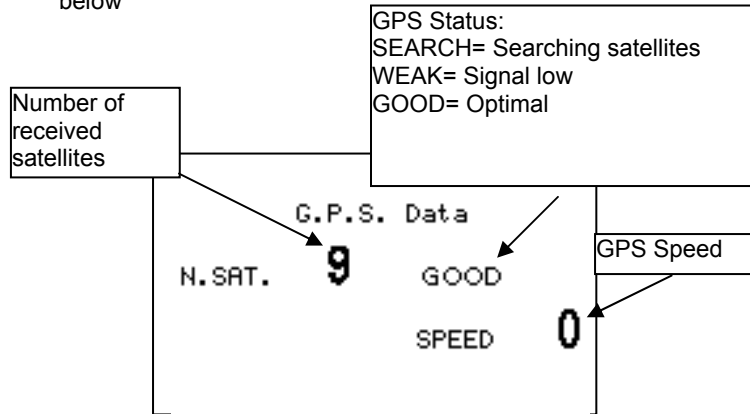 below
GPS Status:
SEARCH= Searching satellites
WEAK= Signal low
GOOD= Optimal
Number of
received
satellites
G.P.S. Data
N.SAT. 9 GOOD
GPS Speed
SPEED 0